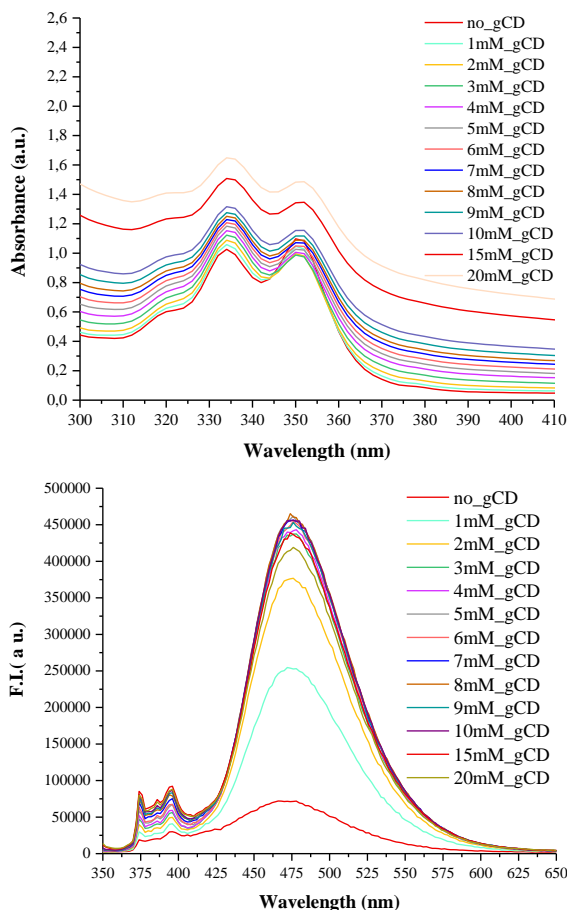 2,6
2,4
2,2
2,0
1,8
1,6
1,4
1,2
1,0
0,8
0,6
0,4
0,2
0,0
Absorbance (a.u.)
300 310 320 330 340 350 360 370 380 390 400 410
Wavelength (nm)
no_gCD
1mM_gCD
2mM_gCD
3mM_gCD
4mM_gCD
5mM_gCD
6mM_gCD
7mM_gCD
8mM_gCD
9mM_gCD
10mM_gCD
15mM_gCD
20mM_gCD
500000
450000
400000
350000
300000
250000
200000
150000
100000
50000
0
F.I.( a u.)
350 375 400 425 450 475 500 525 550 575 600 625 650
Wavelength (nm)
no_gCD
1mM_gCD
2mM_gCD
3mM_gCD
4mM_gCD
5mM_gCD
6mM_gCD
7mM_gCD
8mM_gCD
9mM_gCD
10mM_gCD
15mM_gCD
20mM_gCD